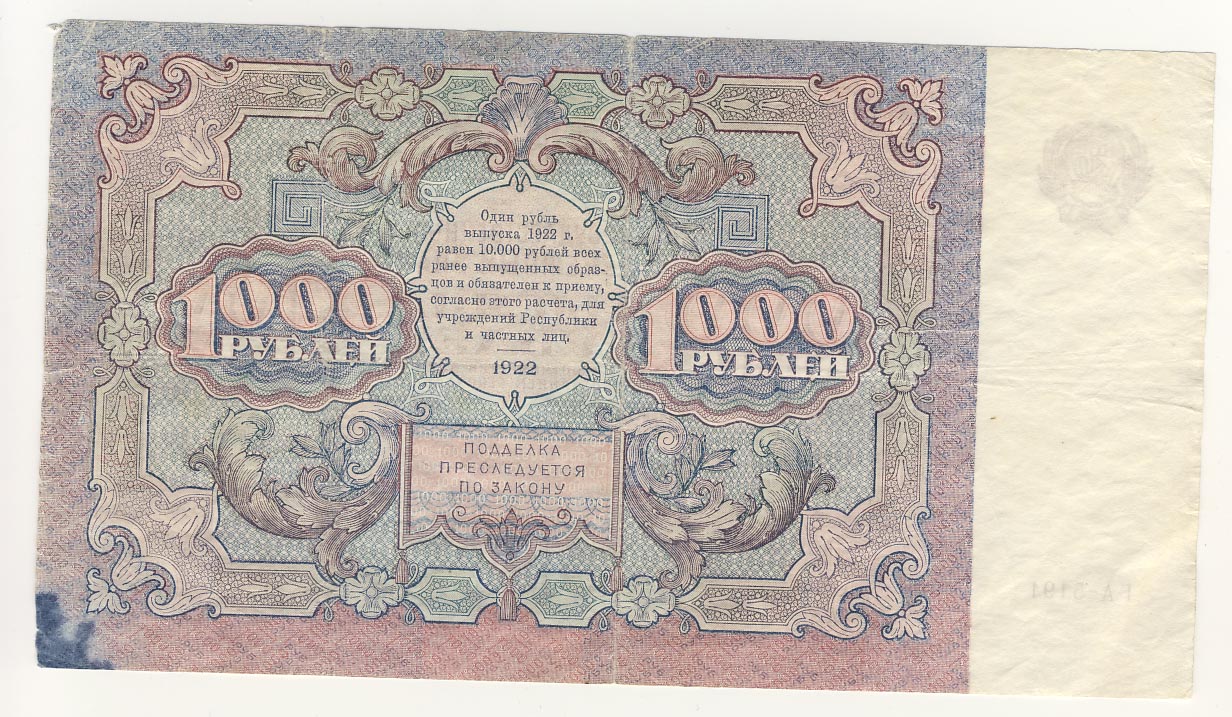 Один рубль
выпуска 1922 г.
равен 10.000 рублей всех
ранее выпущенных образ-
цов и обязателен к приему,
согласно этого расчета, для
учреждений Республики
и частных лиц.
1922
1000
РУБЛЕЙ
1000
РУБЛЕЙ
ПОДДЕЛКА
ПРЕСЛЕДУЕТСЯ
ПО ЗАКОНУ